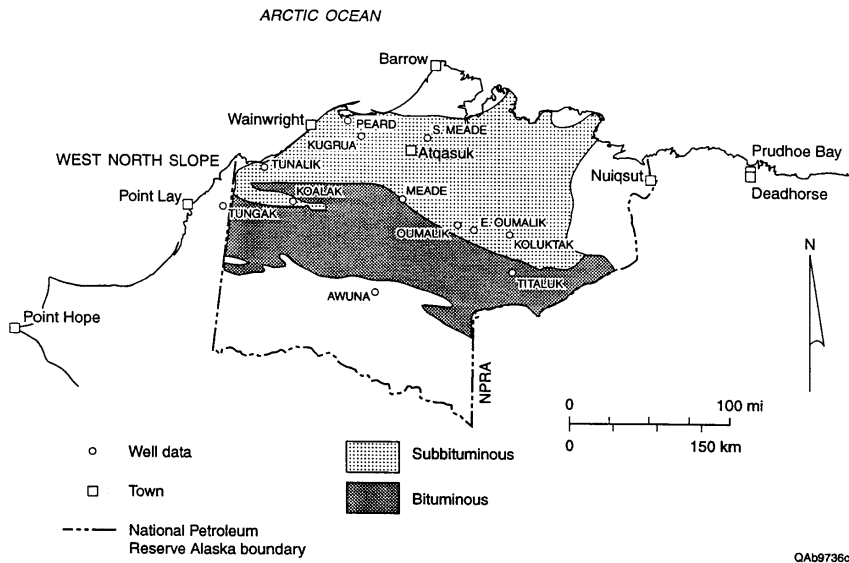 ARCTIC OCEAN
Barrow
Wainwright
PEARD
S. MEADE
KUGRUA
Atqasuk
WEST NORTH SLOPE
TUNALIK
Prudhoe Bay
Nuiqsut
Deadhorse
Point Lay
KOALAK
MEADE
TUNGAK
OUMALIK
E. OUMALIK
KOLUKTAK
N
TITALUK
AWUNA
Point Hope
NPRA
0 100 mi
0 150 km
Well data
Subbituminous
Town
Bituminous
National Petroleum
Reserve Alaska boundary
QAb9736c